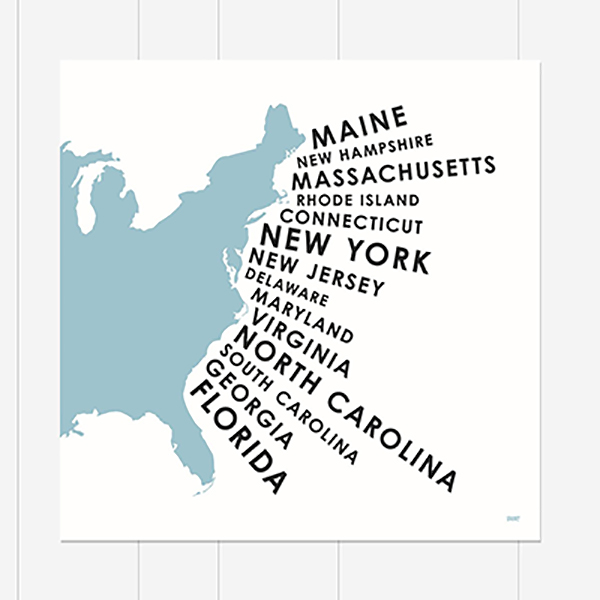 MAINE
NEW HAMPSHIRE
MASSACHUSETTS
RHODE ISLAND
CONNECTICUT
NEW YORK
NEW JERSEY
DELAWARE
MARYLAND
VIRGINIA
NORTH CAROLINA
SOUTH CAROLINA
GEORGIA
FLORIDA